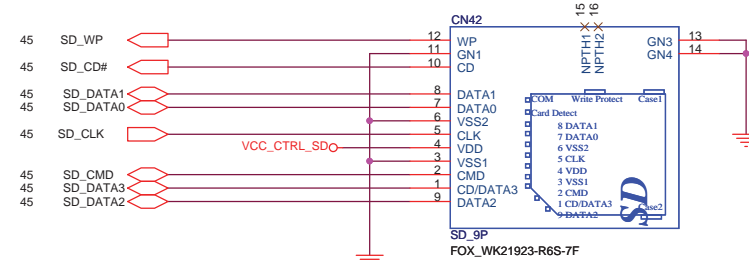 CN42
15
16
NPTH1
NPTH2
45 SD_WP 12 WP GN3 13
11 GN1 GN4 14
45 SD_CD# 10 CD
45 SD_DATA1 8 DATA1
45 SD_DATA0 7 DATA0
6 VSS2
45 SD_CLK 5 CLK
VCC_CTRL_SD 4 VDD
3 VSS1
45 SD_CMD 2 CMD
45 SD_DATA3 1 CD/DATA3
45 SD_DATA2 9 DATA2
COM Write Protect Case1
Card Detect
8 DATA1
7 DATA0
6 VSS2
5 CLK
4 VDD
3 VSS1
2 CMD
1 CD/DATA3
9 DATA2
Case2
SD
SD_9P
FOX_WK21923-R6S-7F